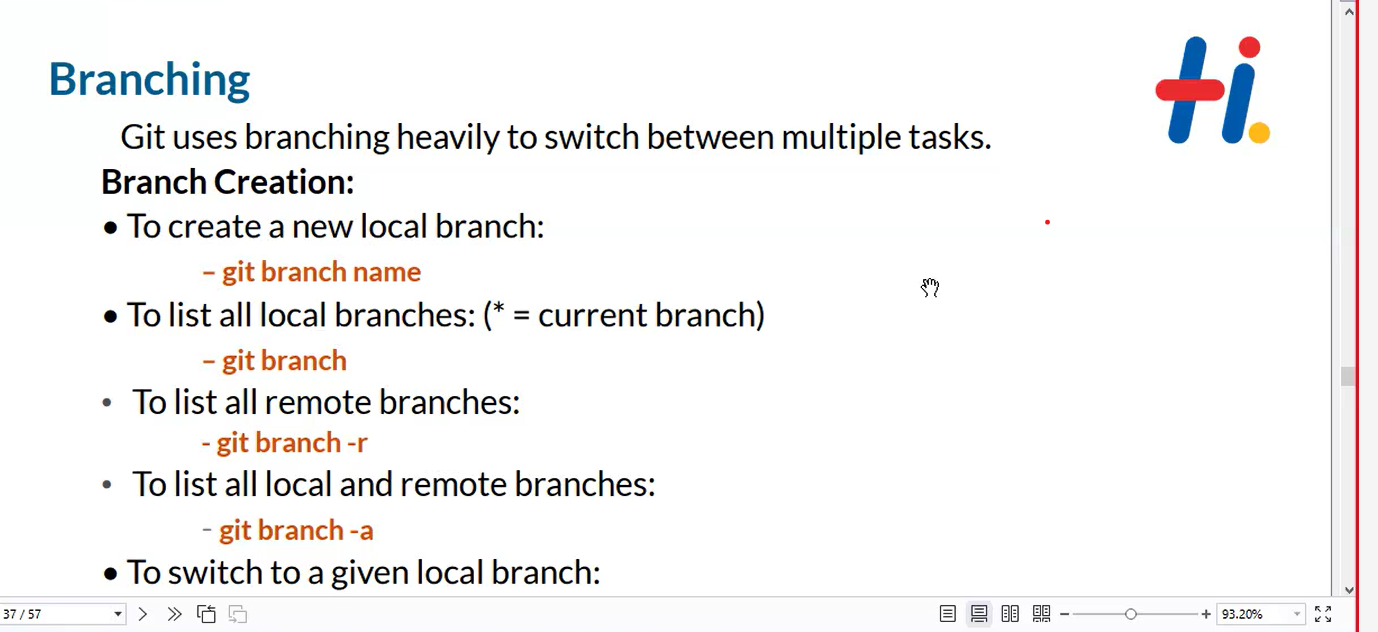 Branching
Git uses branching heavily to switch between multiple tasks.
Branch Creation:
● To create a new local branch:
– git branch name
● To list all local branches: (* = current branch)
– git branch
• To list all remote branches:
- git branch -r
• To list all local and remote branches:
- git branch -a
● To switch to a given local branch:
37 / 57
93.20%